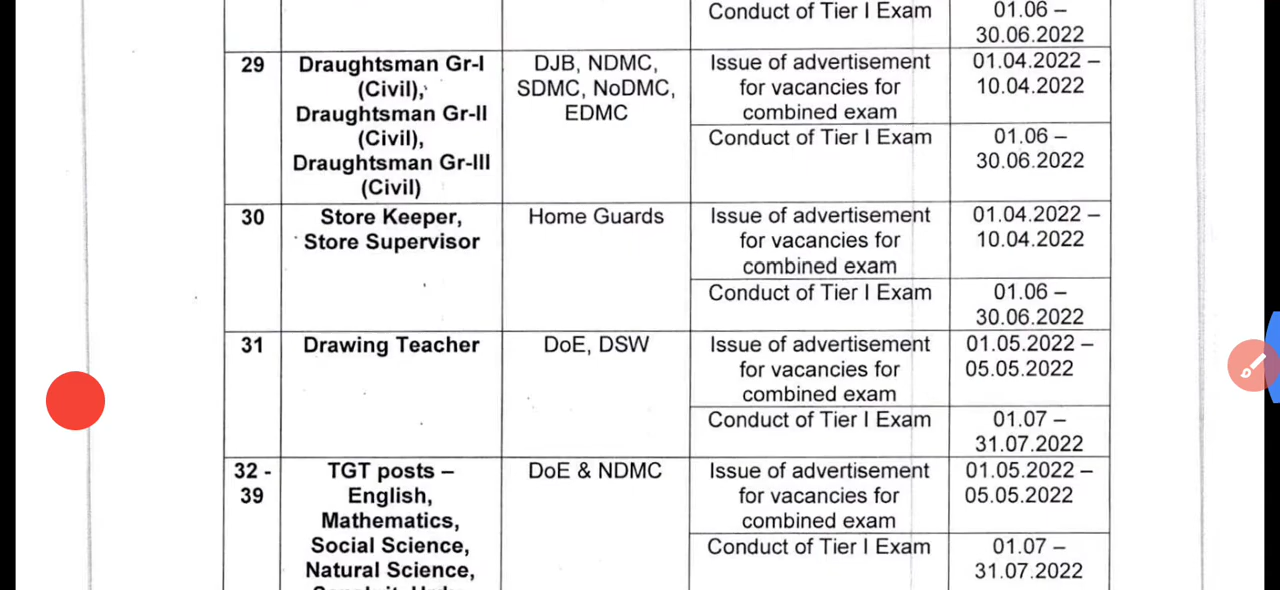 Conduct of Tier I Exam
01.06 –
30.06.2022
29
Draughtsman Gr-I
(Civil),
Draughtsman Gr-II
(Civil),
Draughtsman Gr-III
(Civil)
DJB, NDMC,
SDMC, NoDMC,
EDMC
Issue of advertisement
for vacancies for
combined exam
01.04.2022 –
10.04.2022
Conduct of Tier I Exam
01.06 –
30.06.2022
30
Store Keeper,
Store Supervisor
Home Guards
Issue of advertisement
for vacancies for
combined exam
01.04.2022 –
10.04.2022
Conduct of Tier I Exam
01.06 –
30.06.2022
31
Drawing Teacher
DoE, DSW
Issue of advertisement
for vacancies for
combined exam
01.05.2022 –
05.05.2022
Conduct of Tier I Exam
01.07 –
31.07.2022
32 -
39
TGT posts –
English,
Mathematics,
Social Science,
Natural Science,
DoE & NDMC
Issue of advertisement
for vacancies for
combined exam
01.05.2022 –
05.05.2022
Conduct of Tier I Exam
01.07 –
31.07.2022